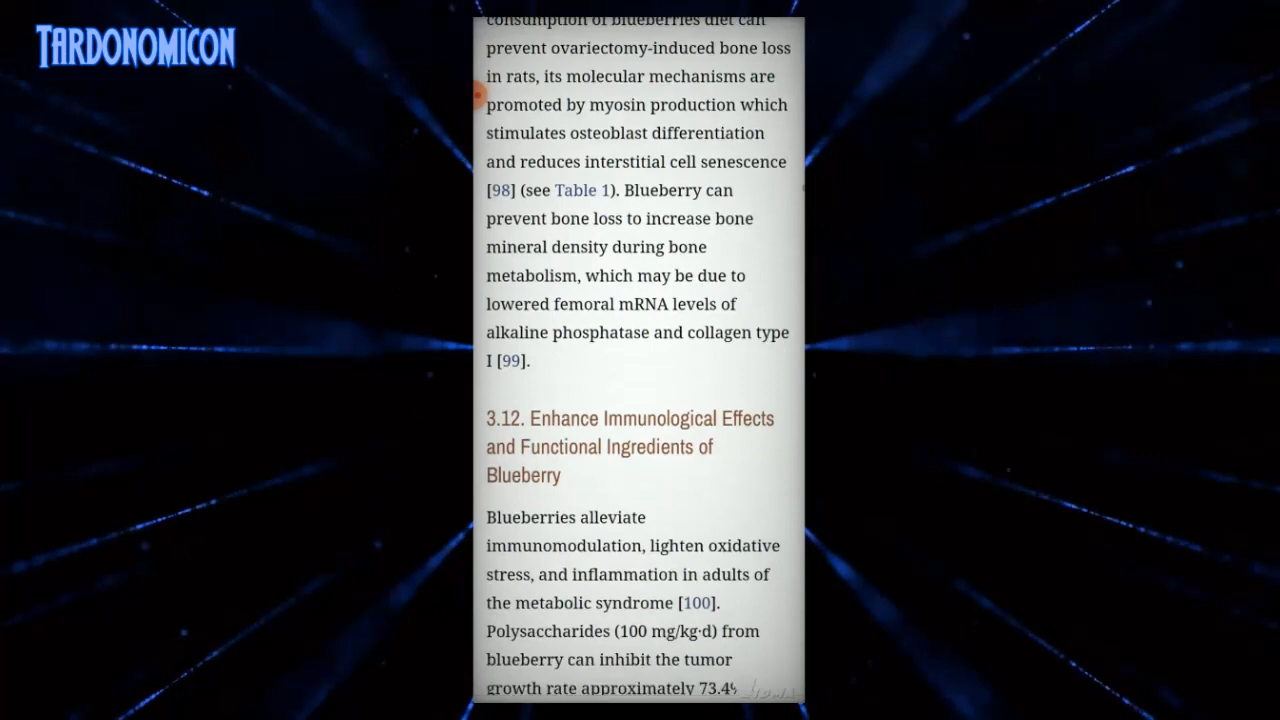 TARDONOMICON
consumption of blueberries diet can
prevent ovariectomy-induced bone loss
in rats, its molecular mechanisms are
promoted by myosin production which
stimulates osteoblast differentiation
and reduces interstitial cell senescence
[98] (see Table 1). Blueberry can
prevent bone loss to increase bone
mineral density during bone
metabolism, which may be due to
lowered femoral mRNA levels of
alkaline phosphatase and collagen type
I [99].
3.12. Enhance Immunological Effects
and Functional Ingredients of
Blueberry
Blueberries alleviate
immunomodulation, lighten oxidative
stress, and inflammation in adults of
the metabolic syndrome [100].
Polysaccharides (100 mg/kg·d) from
blueberry can inhibit the tumor
growth rate approximately